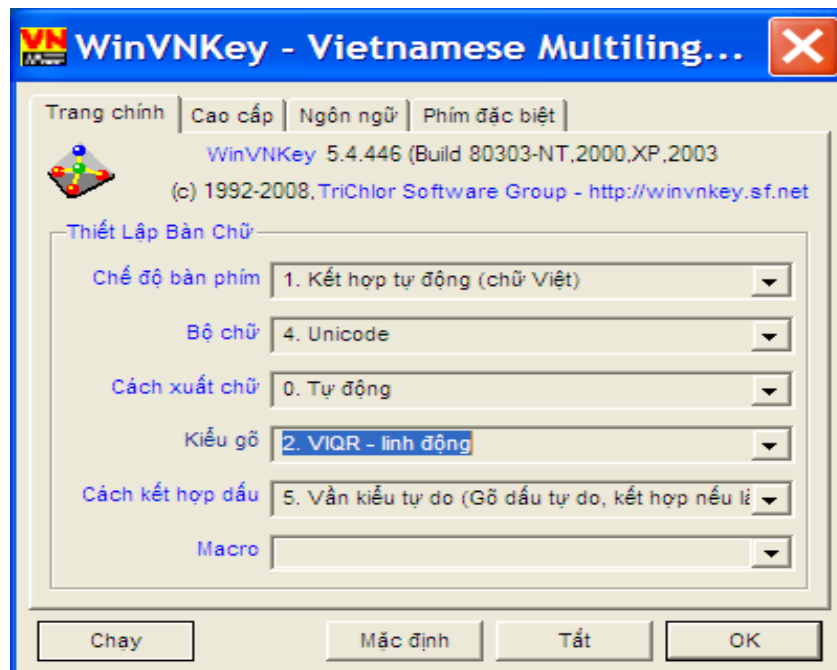 VN WinVNKey - Vietnamese Multiling...
Trang chính Cao cấp Ngôn ngữ Phím đặc biệt
WinVNKey 5.4.446 (Build 80303-NT,2000,XP,2003
(c) 1992-2008, TriChlor Software Group - http://winvnkey.sf.net
Thiết Lập Bàn Chữ
Chế độ bàn phím 1. Kết hợp tự động (chữ Việt)
Bộ chữ 4. Unicode
Cách xuất chữ 0. Tự động
Kiểu gõ 2. VIQR - linh động
Cách kết hợp dấu 5. Vần kiểu tự do (Gõ dấu tự do, kết hợp nếu
Macro
Chạy Mặc định Tắt OK